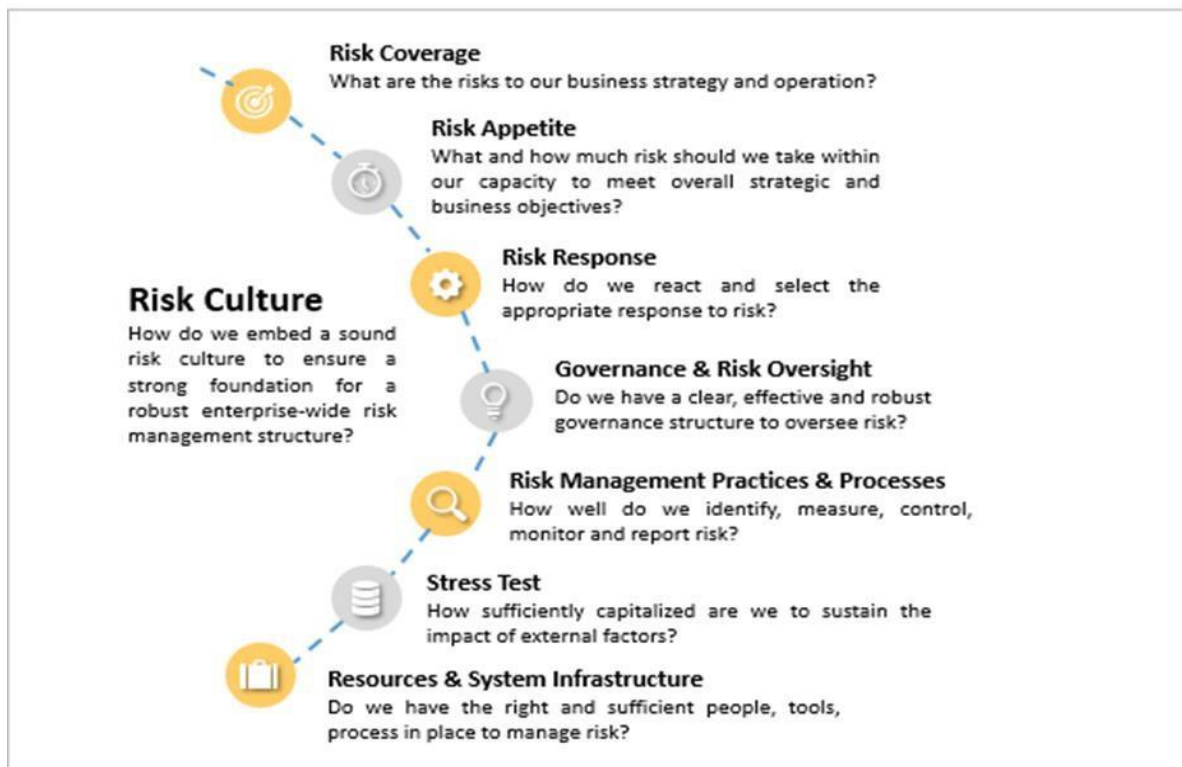 Risk Coverage
What are the risks to our business strategy and operation?
Risk Appetite
What and how much risk should we take within
our capacity to meet overall strategic and
business objectives?
Risk Response
How do we react and select the
appropriate response to risk?
Risk Culture
How do we embed a sound
risk culture to ensure a
strong foundation for a
robust enterprise-wide risk
management structure?
Governance & Risk Oversight
Do we have a clear, effective and robust
governance structure to oversee risk?
Risk Management Practices & Processes
How well do we identify, measure, control,
monitor and report risk?
Stress Test
How sufficiently capitalized are we to sustain the
impact of external factors?
Resources & System Infrastructure
Do we have the right and sufficient people, tools,
process in place to manage risk?